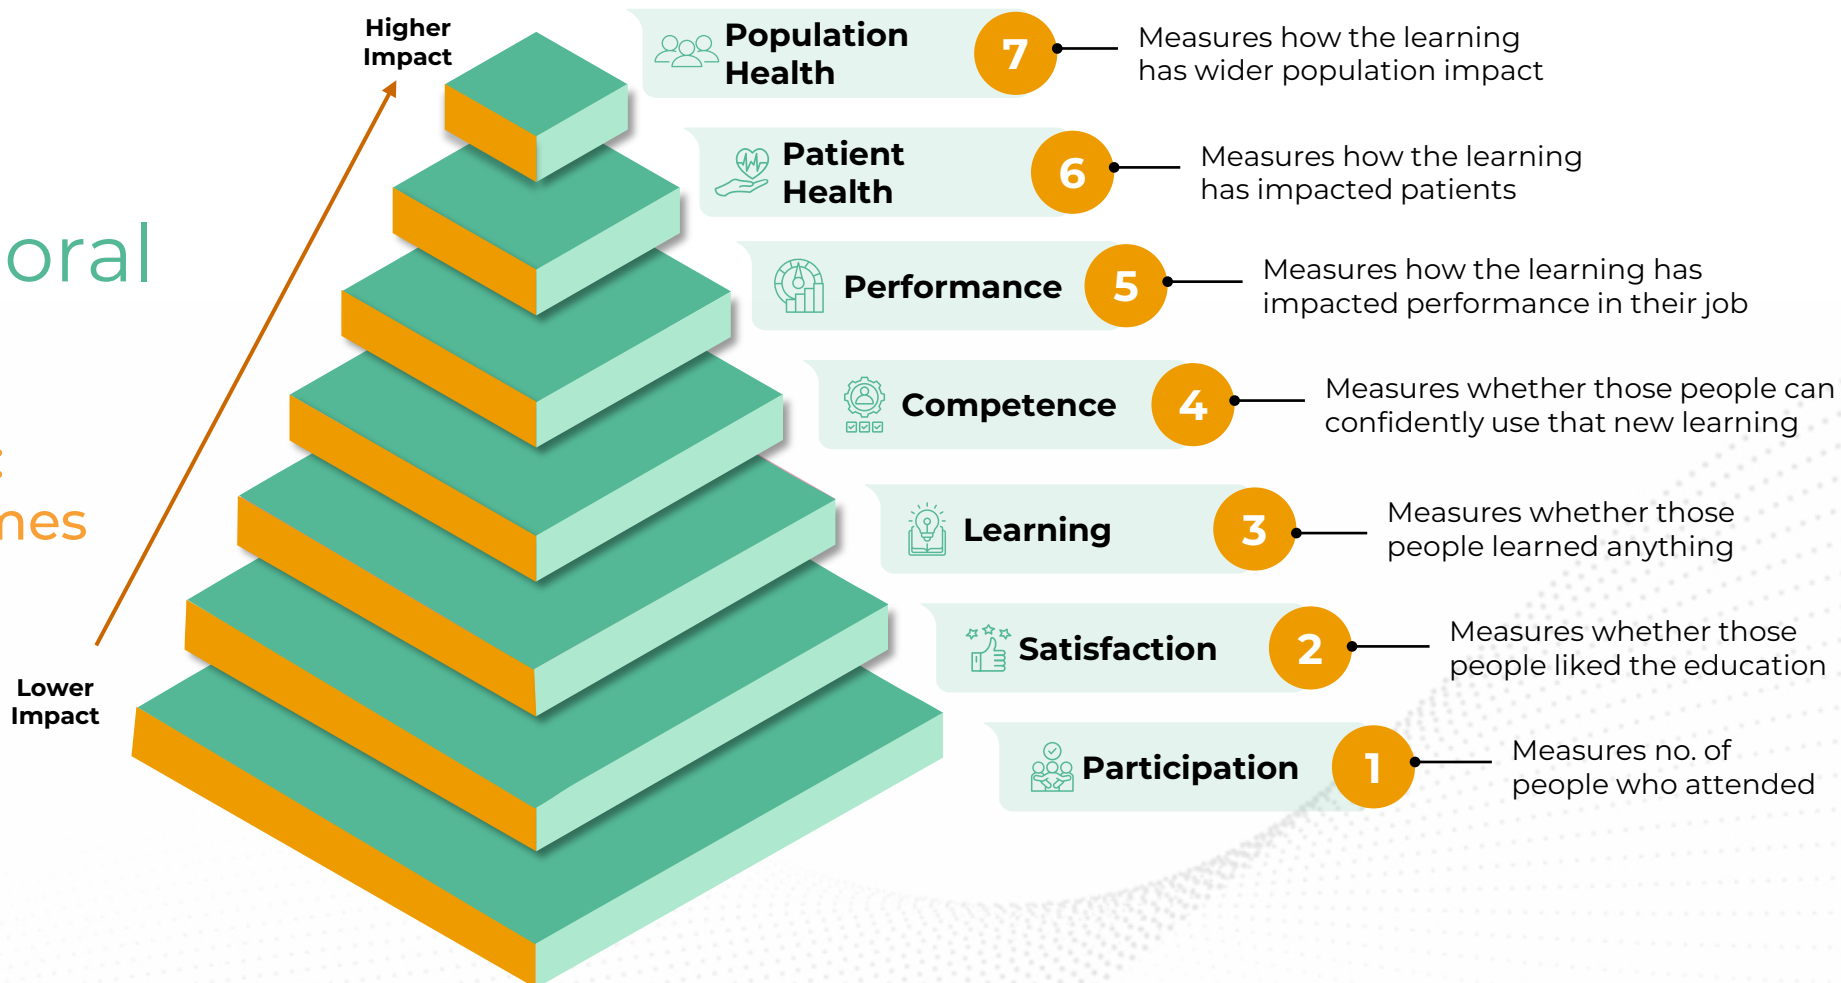 Higher
Impact
Population
Health
7
Measures how the learning
has wider population impact
Patient
Health
6
Measures how the learning
has impacted patients
oral
Performance
5
Measures how the learning has
impacted performance in their job
Competence
4
Measures whether those people can
confidently use that new learning
:
mes
Learning
3
Measures whether those
people learned anything
Satisfaction
2
Measures whether those
people liked the education
Lower
Impact
Participation
1
Measures no. of
people who attended